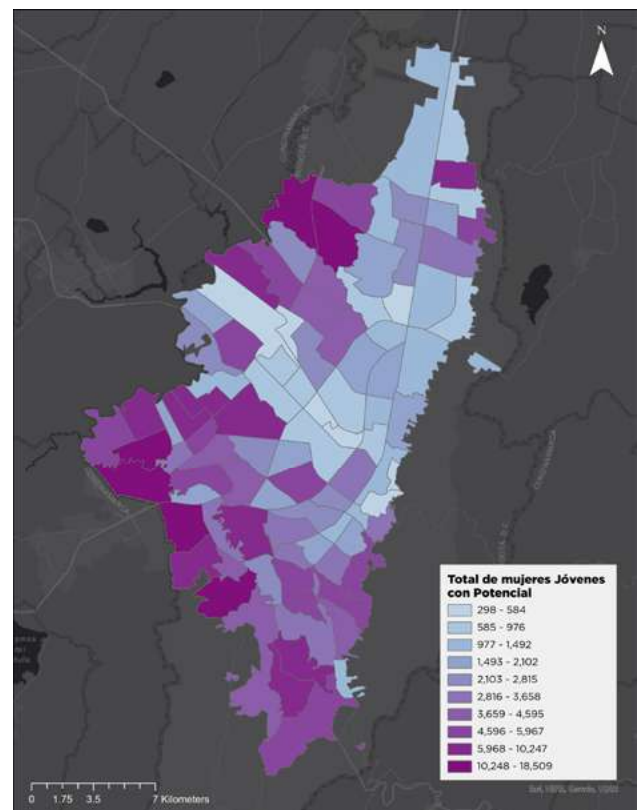 N
CUNDINAMARCA
BOGOTÁ, D.C.
Total de mujeres Jóvenes
con Potencial
298 - 584
585 - 976
977 - 1,492
1,493 - 2,102
2,103 - 2,815
2,816 - 3,658
3,659 - 4,595
4,596 - 5,967
5,968 - 10,247
10,248 - 18,509
0 1.75 3.5 7 Kilometers